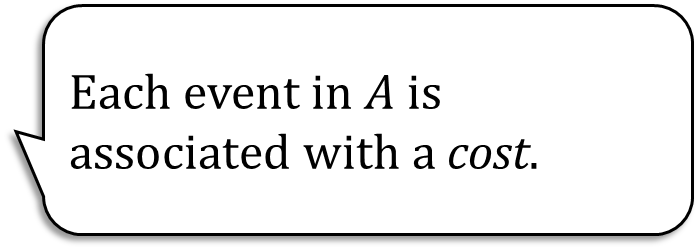 Each event in A is
associated with a cost.